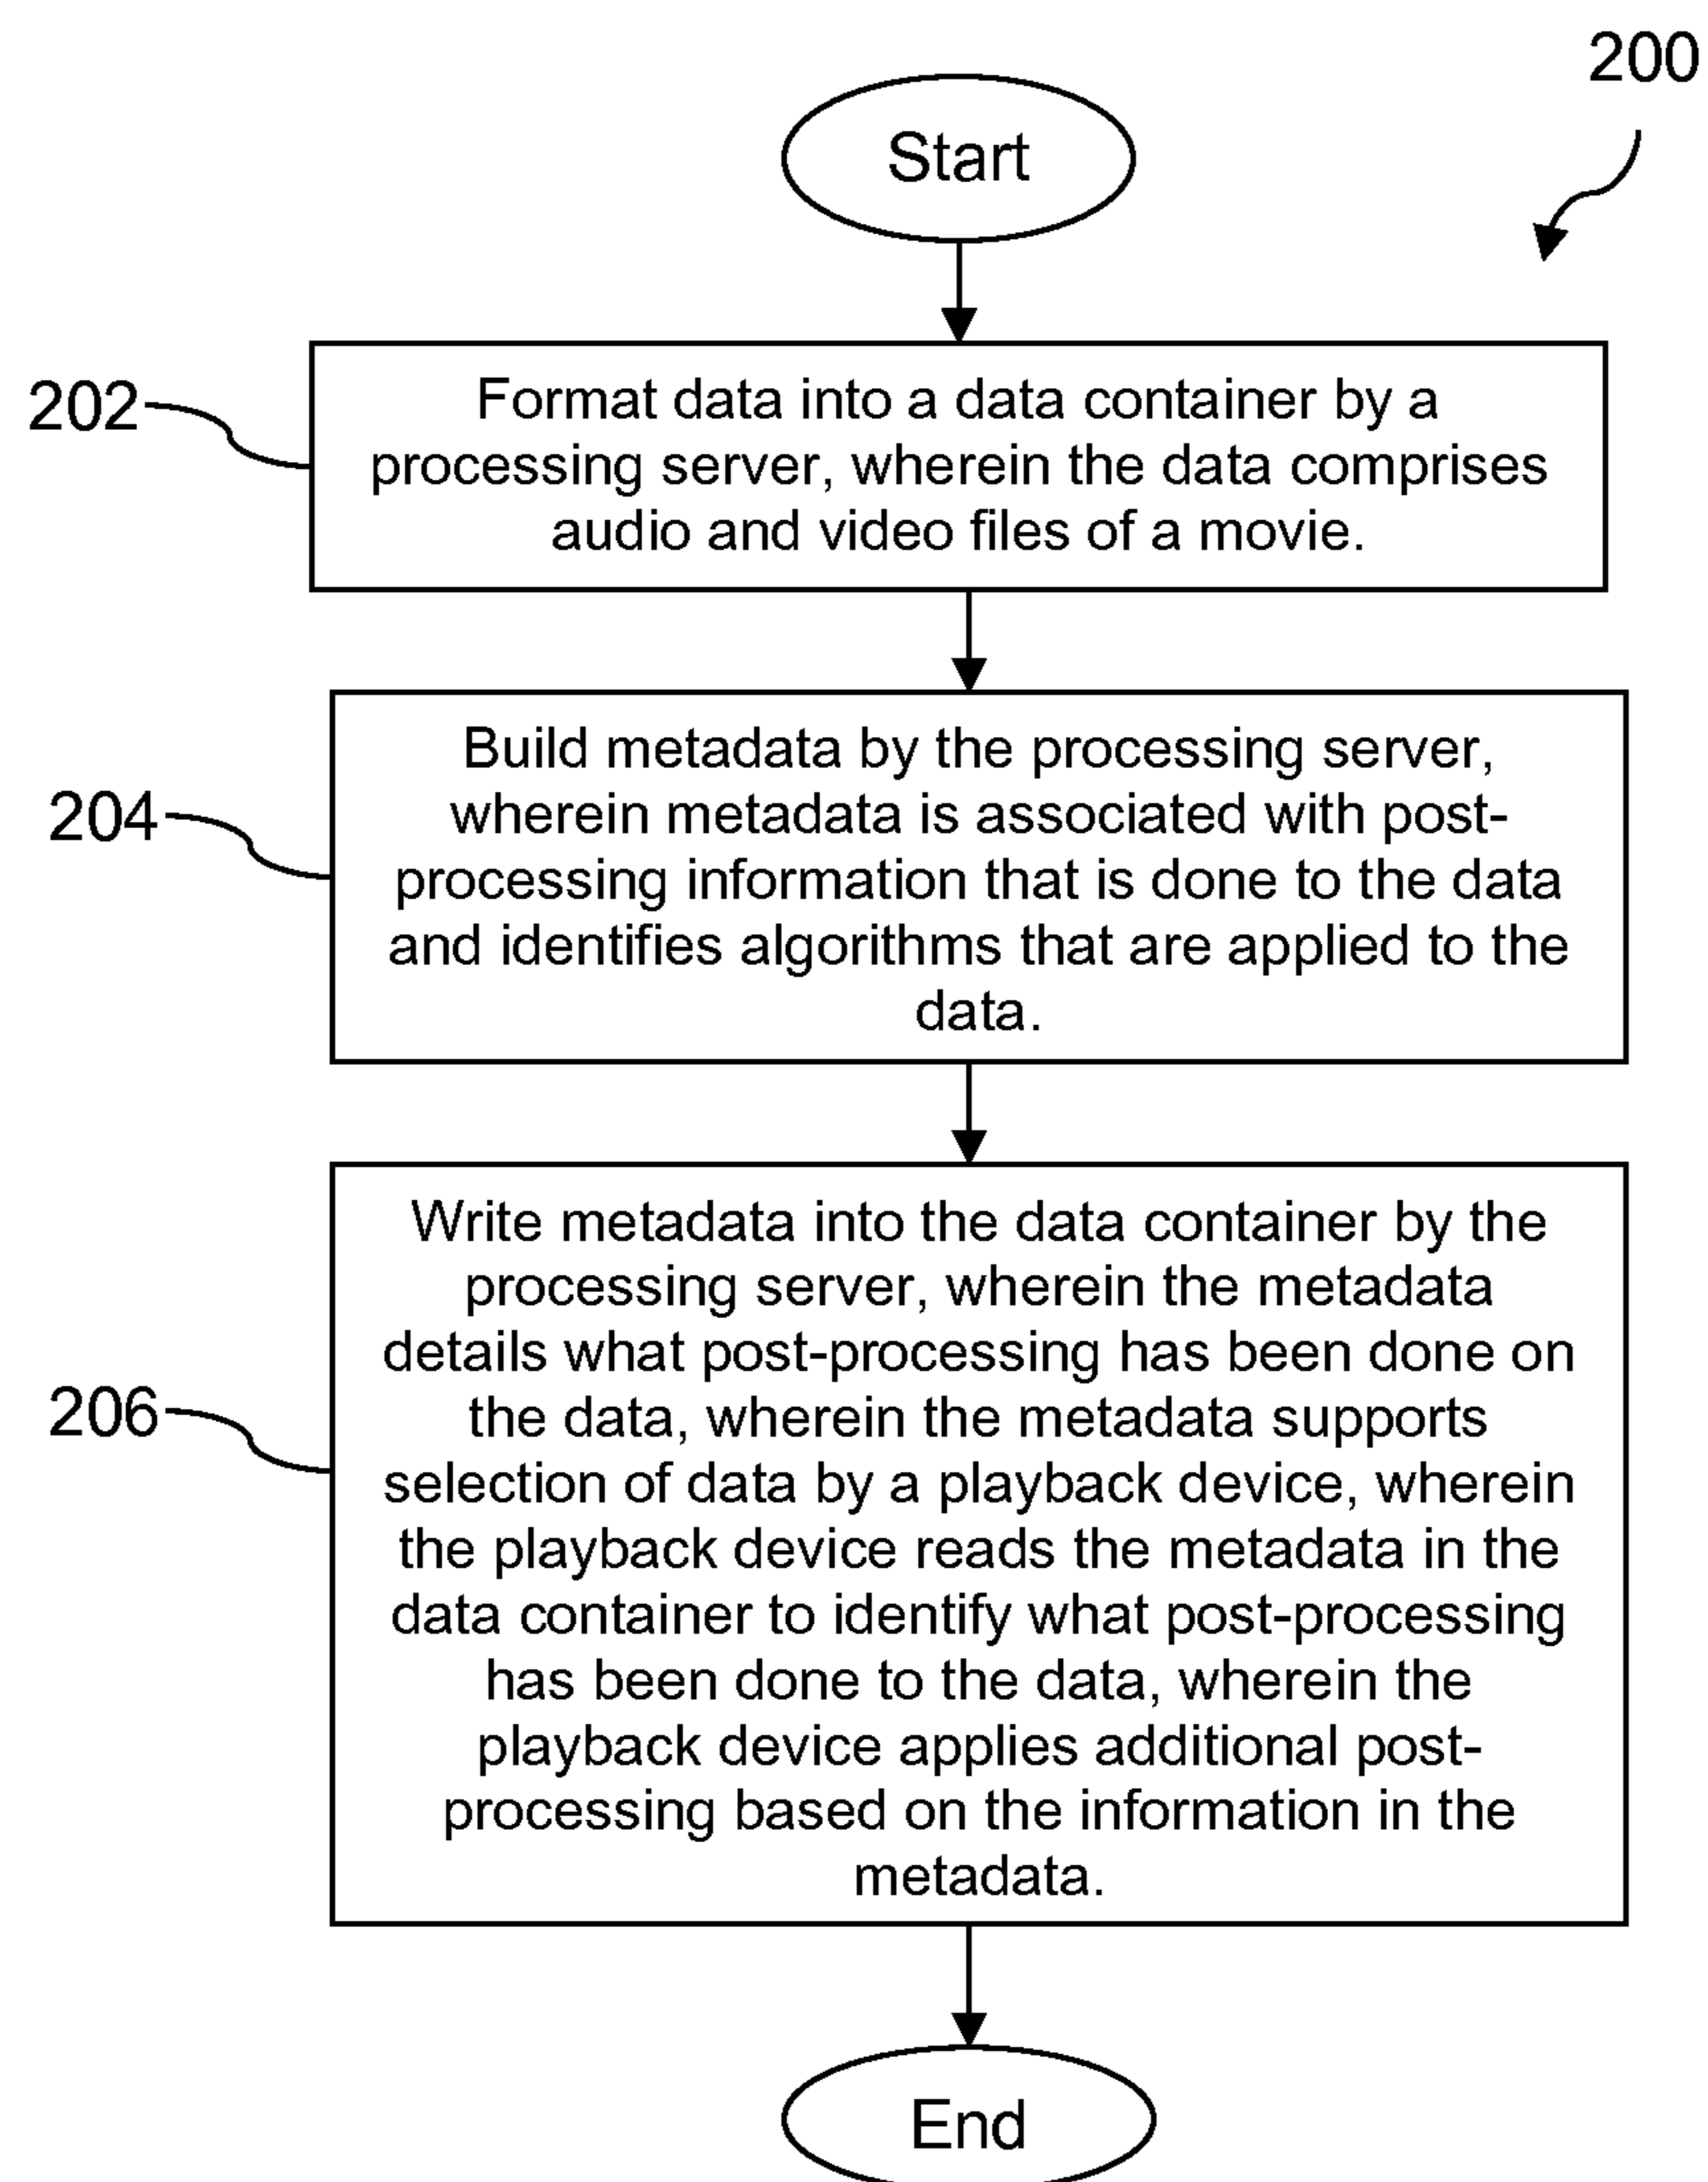 200
Start
202
Format data into a data container by a
processing server, wherein the data comprises
audio and video files of a movie.
204
Build metadata by the processing server,
wherein metadata is associated with post-
processing information that is done to the data
and identifies algorithms that are applied to the
data.
206
Write metadata into the data container by the
processing server, wherein the metadata
details what post-processing has been done on
the data, wherein the metadata supports
selection of data by a playback device, wherein
the playback device reads the metadata in the
data container to identify what post-processing
has been done to the data, wherein the
playback device applies additional post-
processing based on the information in the
metadata.
End